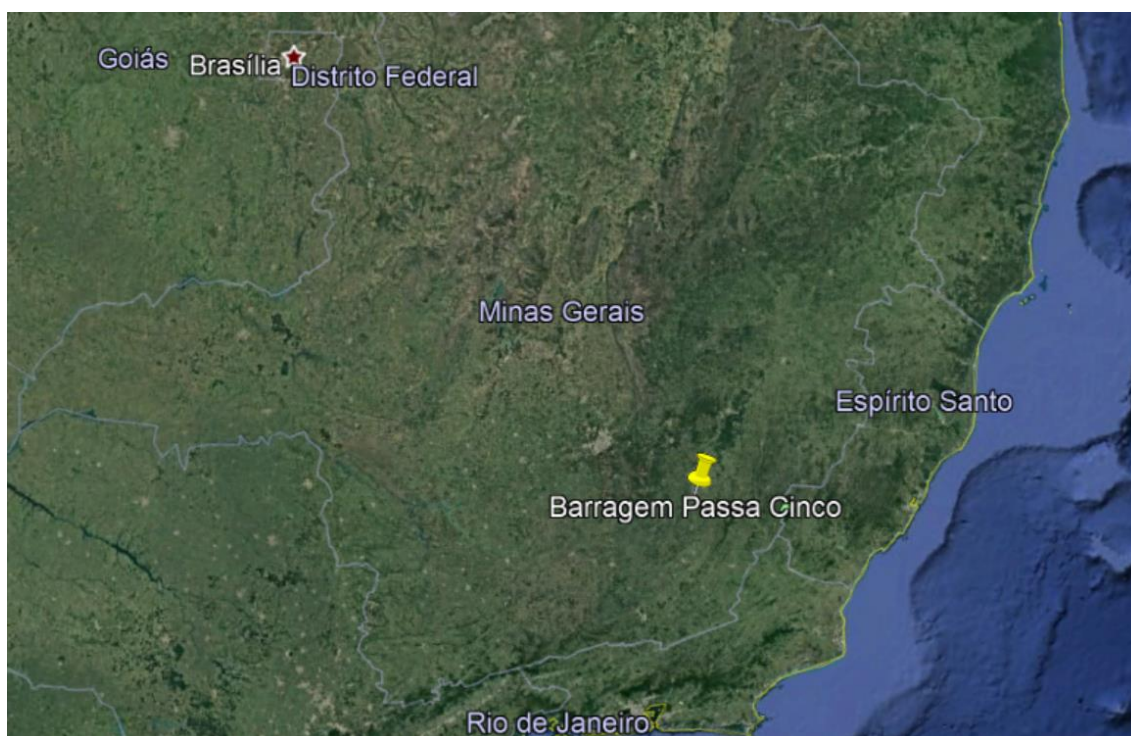 Goiás
Brasília
Distrito Federal
Minas Gerais
Espírito Santo
Barragem Passa Cinco
Rio de Janeiro